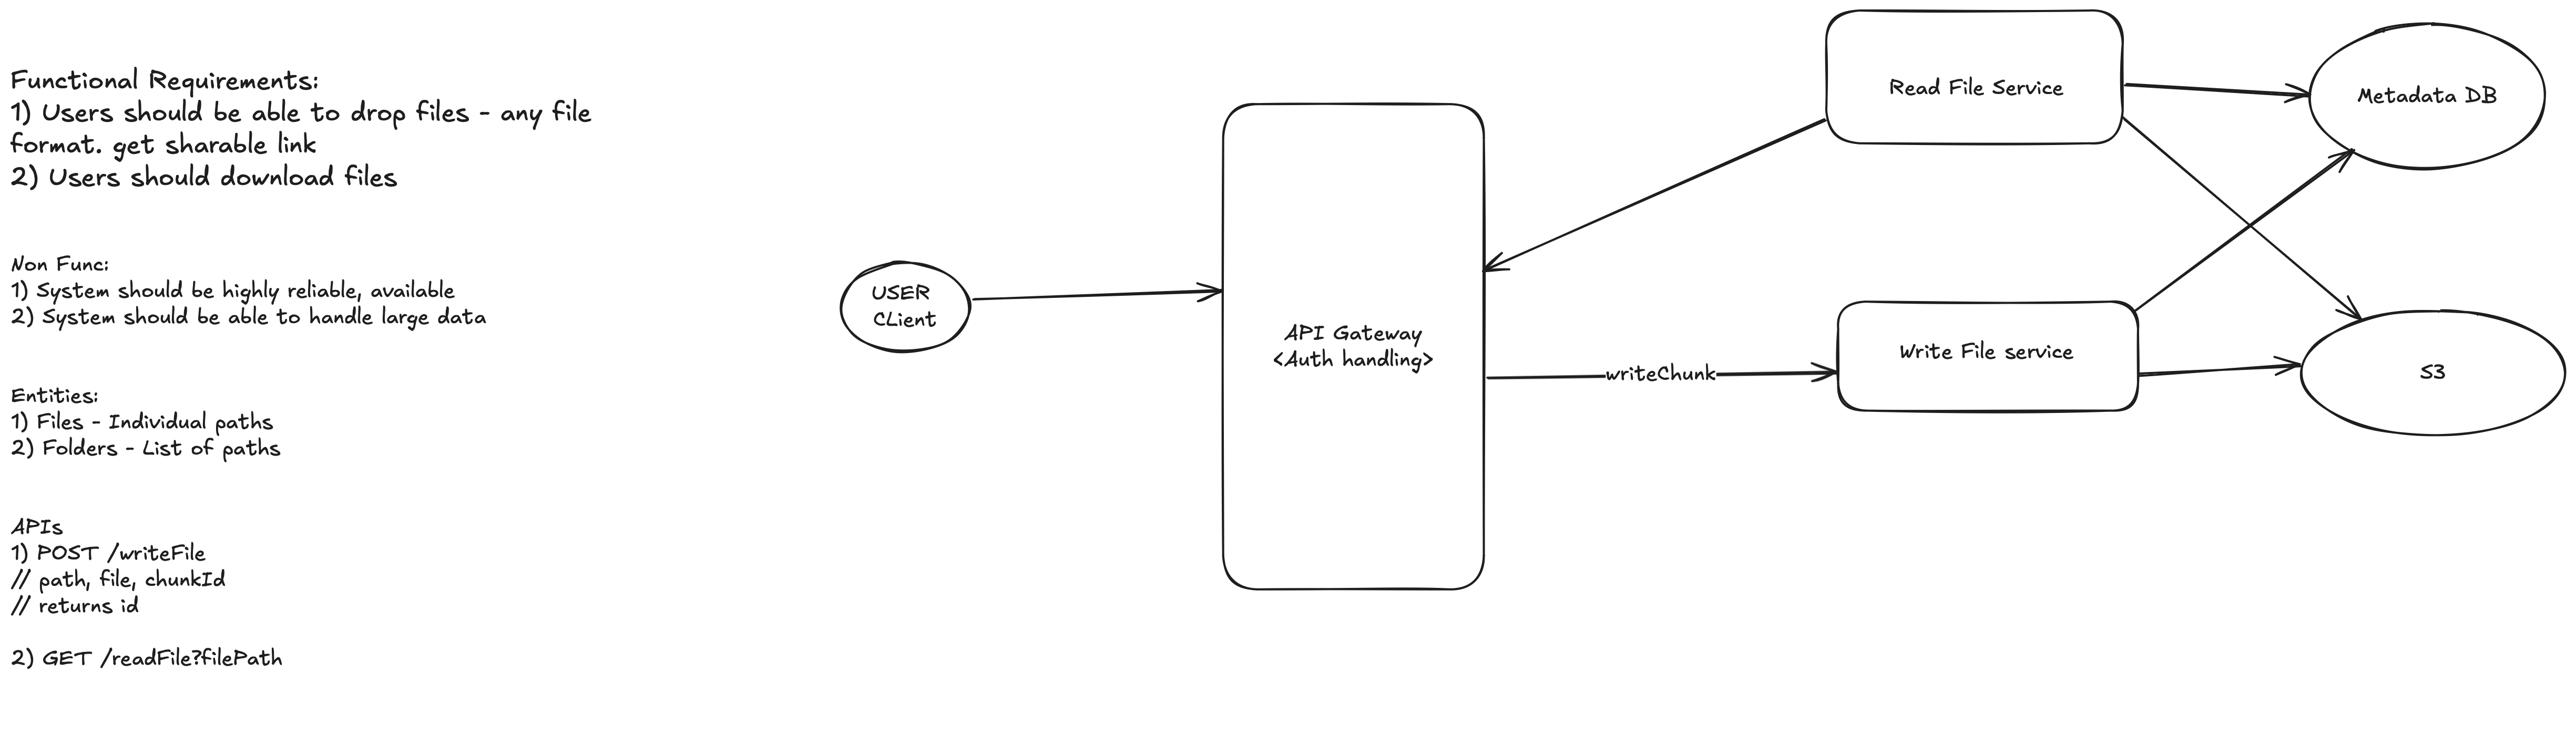 Functional Requirements:
1) Users should be able to drop files - any file
format. get sharable link
2) Users should download files
Non Func:
1) System should be highly reliable, available
2) System should be able to handle large data
Entities:
1) Files - Individual paths
2) Folders - List of paths
APIs
1) POST /writeFile
// path, file, chunkId
// returns id
2) GET /readFile?filePath
USER
CLient
API Gateway
<Auth handling>
Read File Service
Metadata DB
writeChunk
Write File service
S3